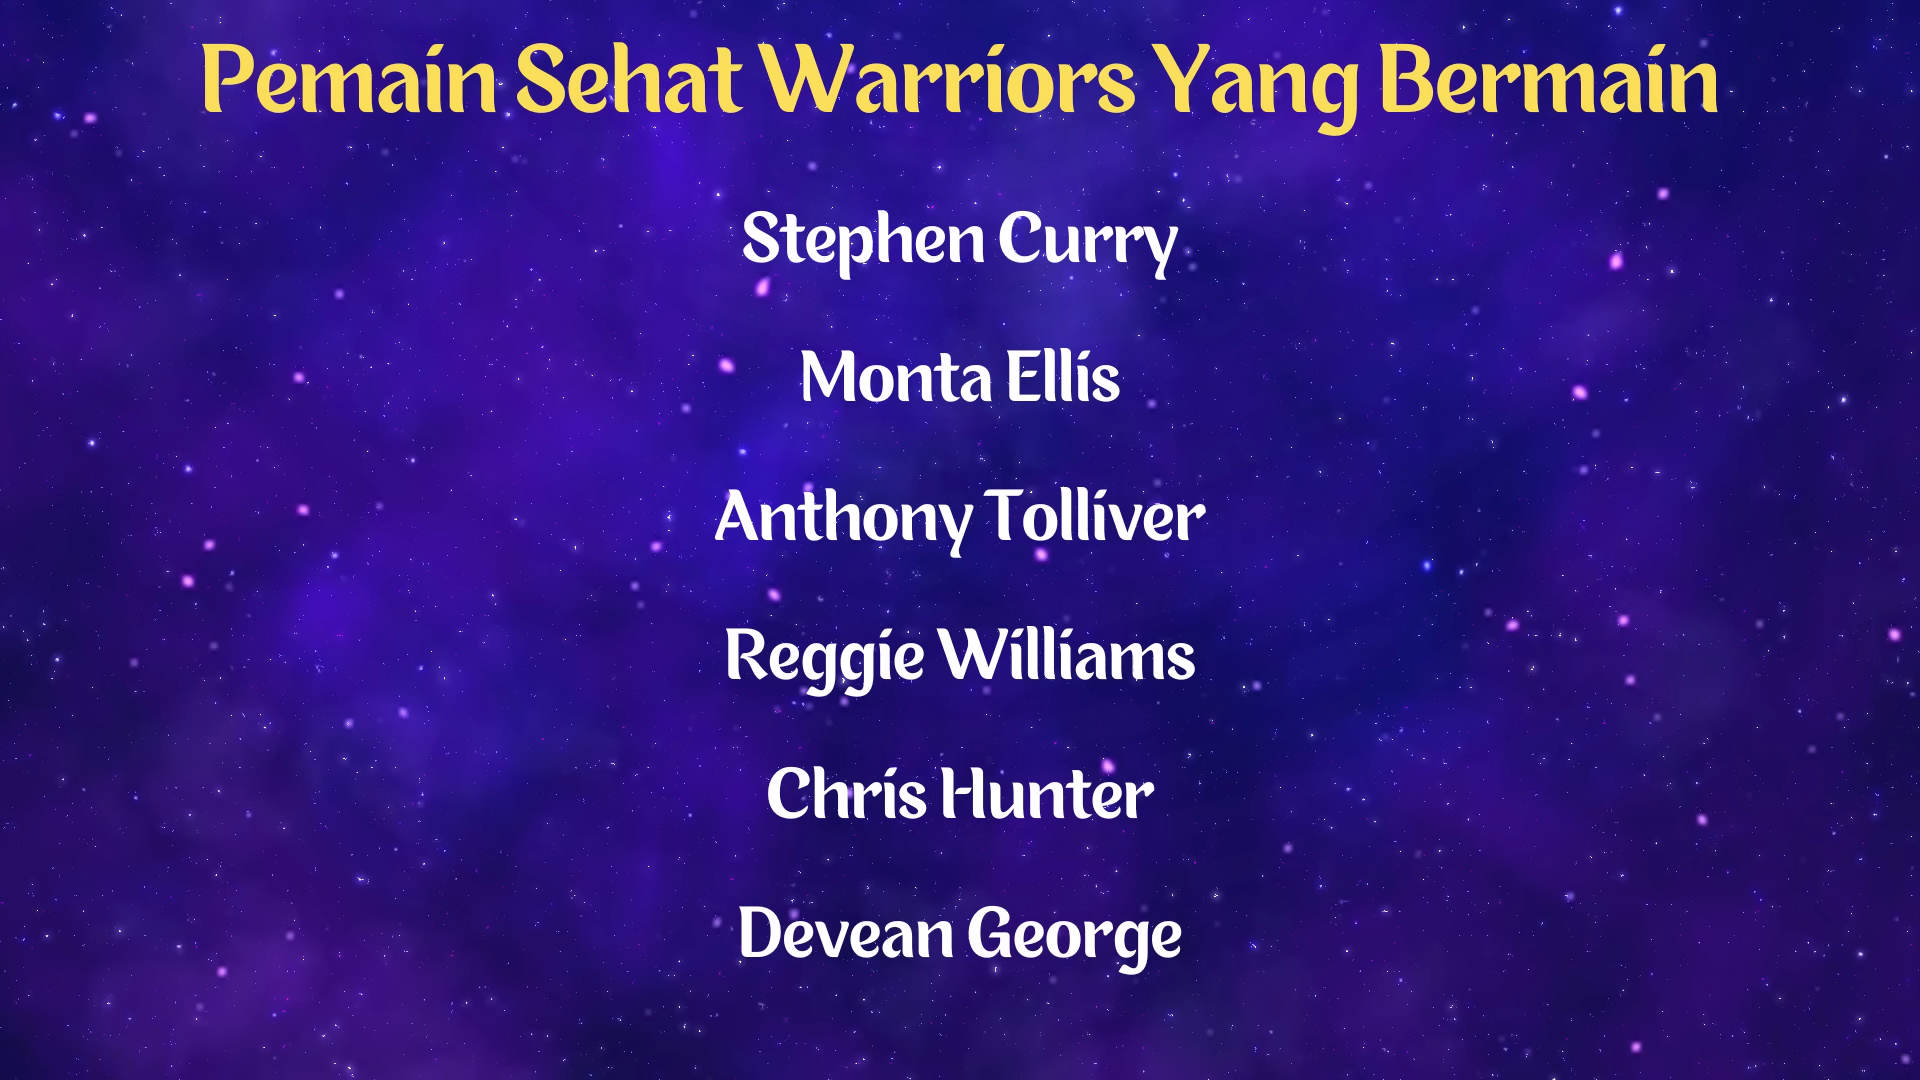 Pemain Sehat Warriors Yang Bermain
Stephen Curry
Monta Ellis
Anthony Tolliver
Reggie Williams
Chris Hunter
Devean George